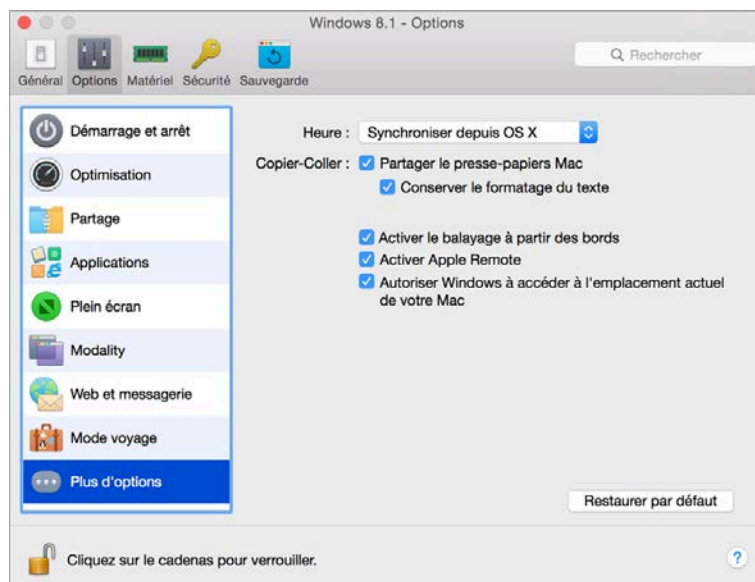 Windows 8.1 - Options
Général Options Matériel Sécurité Sauvegarde
Rechercher
Démarrage et arrêt
Optimisation
Partage
Applications
Plein écran
Modality
Web et messagerie
Mode voyage
Plus d'options
Heure : Synchroniser depuis OS X
Copier-Coller : Partager le presse-papiers Mac
Conserver le formatage du texte
Activer le balayage à partir des bords
Activer Apple Remote
Autoriser Windows à accéder à l'emplacement actuel
de votre Mac
Restaurer par défaut
Cliquez sur le cadenas pour verrouiller.
?